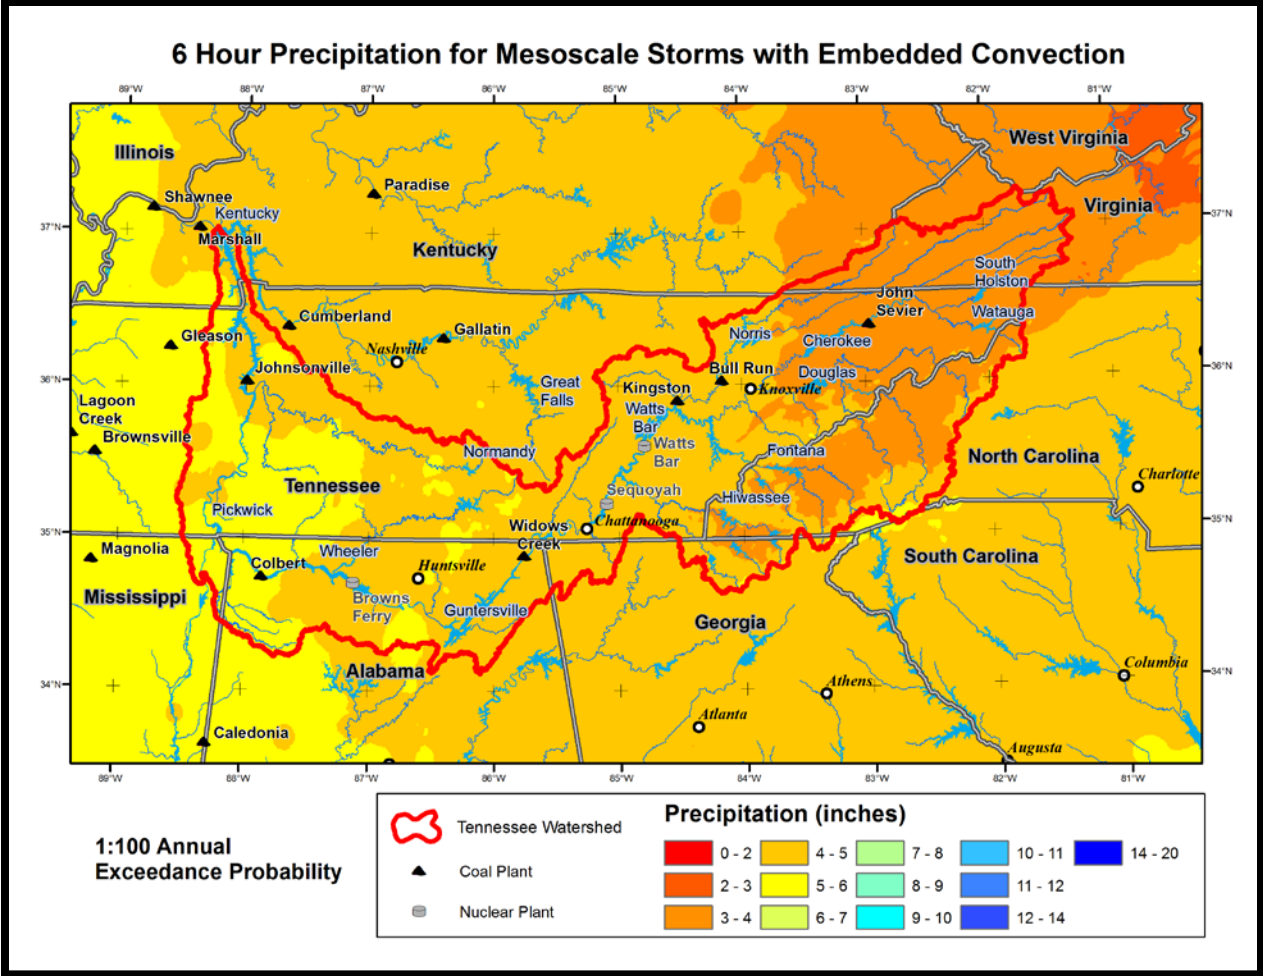 6 Hour Precipitation for Mesoscale Storms with Embedded Convection
89°W 88°W 87°W 86°W 85°W 84°W 83°W 82°W 81°W
Illinois
West Virginia
Paradise
Shawnee
Kentucky
Virginia
37°N
37°N
Marshall
Kentucky
South
Holston
John
Sevier
Cumberland
Watauga
Gleason
Gallatin
Norris
Cherokee
Nashville
Johnsonville
Bull Run
Douglas
36°N
36°N
Great
Falls
Kingston
Knoxville
Lagoon
Creek
Watts
Bar
Brownsville
Normandy
Watts
Bar
Fontana
North Carolina
Charlotte
Tennessee
Sequoyah
Hiwassee
Pickwick
Chattanooga
35°N
35°N
Widows
Creek
Magnolia
Wheeler
South Carolina
Colbert
Huntsville
Mississippi
Browns
Ferry
Guntersville
Georgia
Alabama
Columbia
34°N
34°N
Athens
Atlanta
Caledonia
Augusta
89°W 88°W 87°W 86°W 85°W 84°W 83°W 82°W 81°W
1:100 Annual
Exceedance Probability
Tennessee Watershed
Coal Plant
Nuclear Plant
Precipitation (inches)
0 - 2 4 - 5 7 - 8 10 - 11 14 - 20
2 - 3 5 - 6 8 - 9 11 - 12
3 - 4 6 - 7 9 - 10 12 - 14